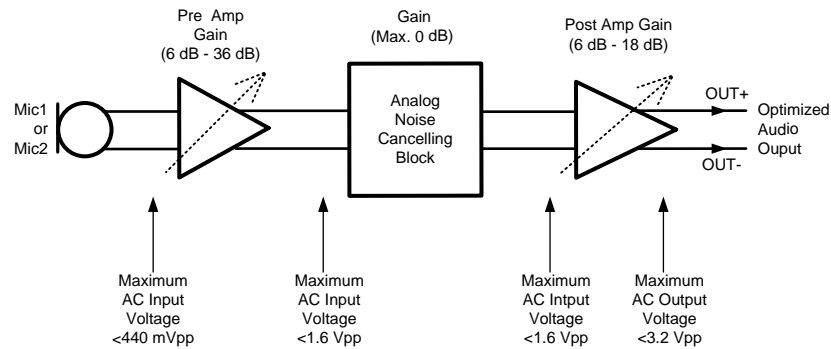 Pre Amp
Gain
(6 dB - 36 dB)
Gain
(Max. 0 dB)
Post Amp Gain
(6 dB - 18 dB)
Mic1
or
Mic2
Analog
Noise
Cancelling
Block
OUT+
OUT-
Optimized
Audio
Ouput
Maximum
AC Input
Voltage
<440 mVpp
Maximum
AC Input
Voltage
<1.6 Vpp
Maximum
AC Intput
Voltage
<1.6 Vpp
Maximum
AC Output
Voltage
<3.2 Vpp